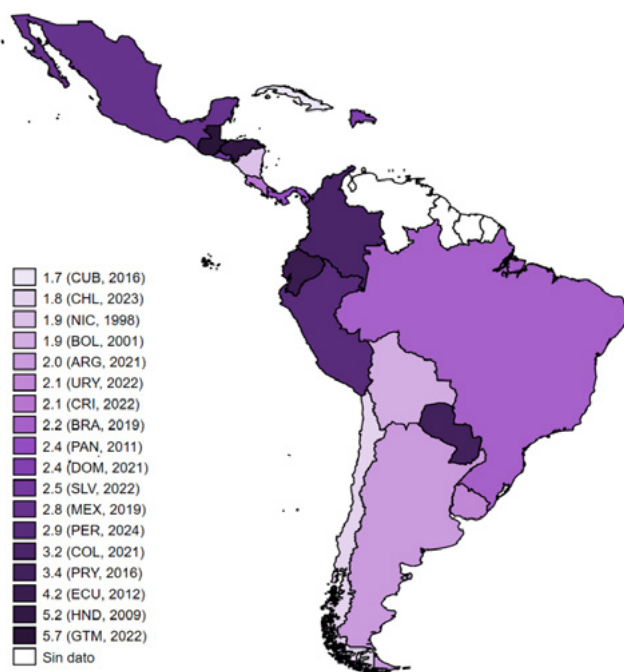 1.7 (CUB, 2016)
1.8 (CHL, 2023)
1.9 (NIC, 1998)
1.9 (BOL, 2001)
2.0 (ARG, 2021)
2.1 (URY, 2022)
2.1 (CRI, 2022)
2.2 (BRA, 2019)
2.4 (PAN, 2011)
2.4 (DOM, 2021)
2.5 (SLV, 2022)
2.8 (MEX, 2019)
2.9 (PER, 2024)
3.2 (COL, 2021)
3.4 (PRY, 2016)
4.2 (ECU, 2012)
5.2 (HND, 2009)
5.7 (GTM, 2022)
Sin dato